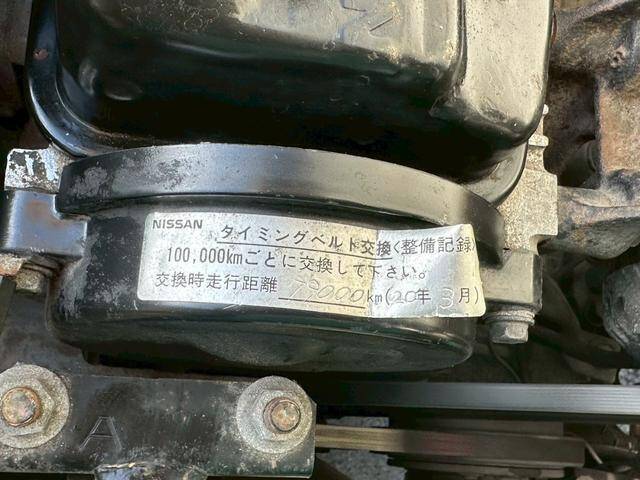 NISSAN タイミングベルト交換<整備記録
100,000kmごとに交換して下さい。
交換時走行距離 79000km(20年 3月)
A